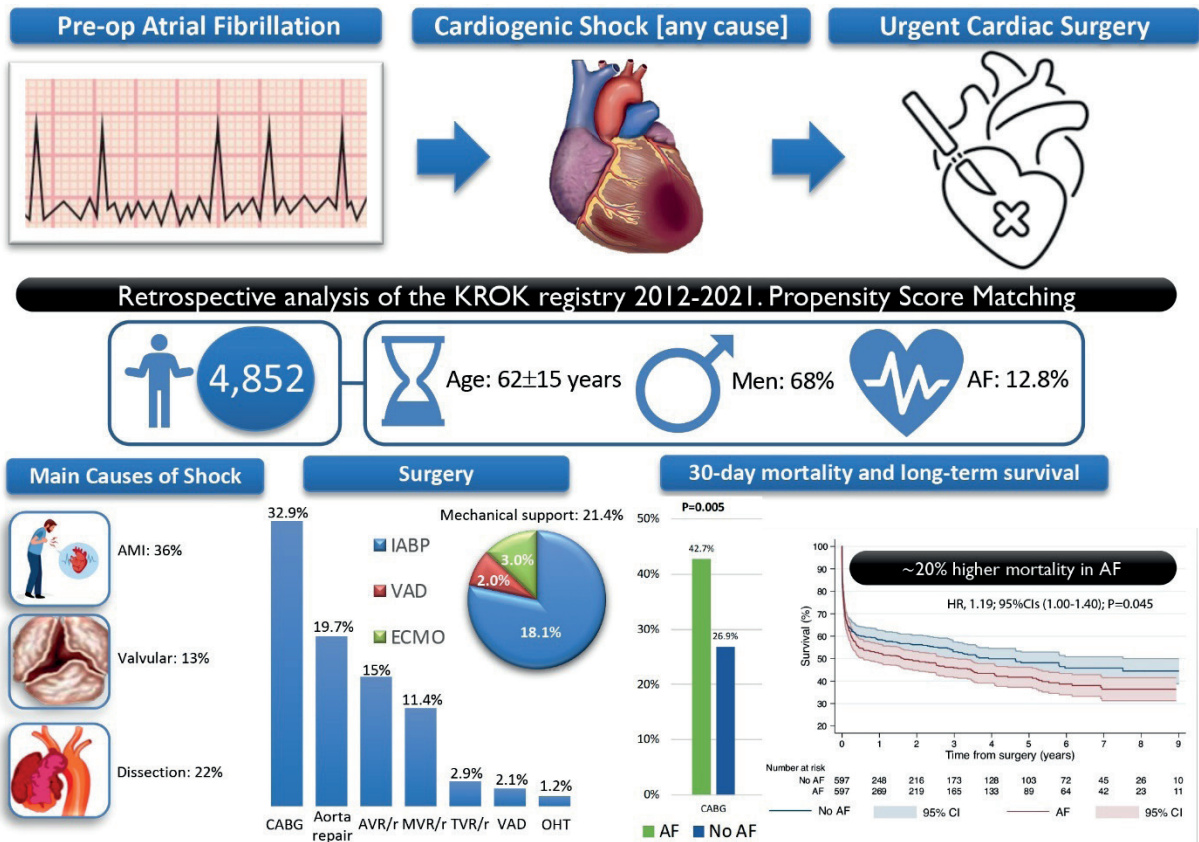 Pre-op Atrial Fibrillation
Cardiogenic Shock [any cause]
Urgent Cardiac Surgery
Retrospective analysis of the KROK registry 2012-2021. Propensity Score Matching
4,852
Age: 62±15 years
Men: 68%
AF: 12.8%
Main Causes of Shock
AMI: 36%
Valvular: 13%
Dissection: 22%
Surgery
32.9%
19.7%
15%
11.4%
2.9%
2.1%
1.2%
CABG
Aorta
repair
AVR/r
MVR/r
TVR/r
VAD
OHT
IABP
VAD
ECMO
Mechanical support: 21.4%
3.0%
2.0%
18.1%
30-day mortality and long-term survival
P=0.005
50%
40%
30%
20%
10%
0%
42.7%
26.9%
CABG
AF
No AF
~20% higher mortality in AF
HR, 1.19; 95%CIs (1.00-1.40); P=0.045
Survival (%)
100
90
80
70
60
50
40
30
20
0 1 2 3 4 5 6 7 8 9
Time from surgery (years)
Number at risk
No AF 597 248 216 173 128 103 72 45 26 10
AF 597 269 219 165 133 89 64 42 23 11
No AF 95% CI AF 95% CI